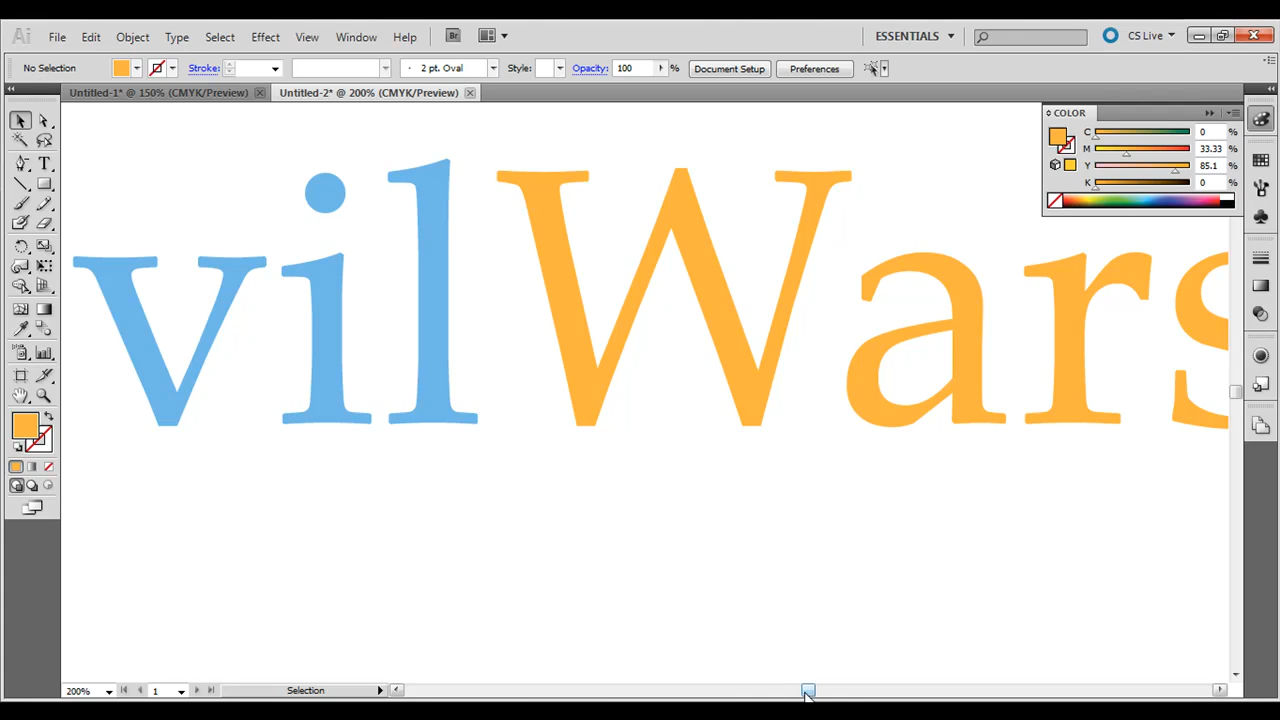 Ai File Edit Object Type Select Effect View Window Help Br ESSENTIALS CS Live
No Selection Stroke: 2 pt. Oval Style: Opacity: 100 % Document Setup Preferences
Untitled-1* @ 150% (CMYK/Preview) Untitled-2* @ 200% (CMYK/Preview)
COLOR
C 0 %
M 33.33 %
Y 85.1 %
K 0 %
vilWars
200% 1 Selection